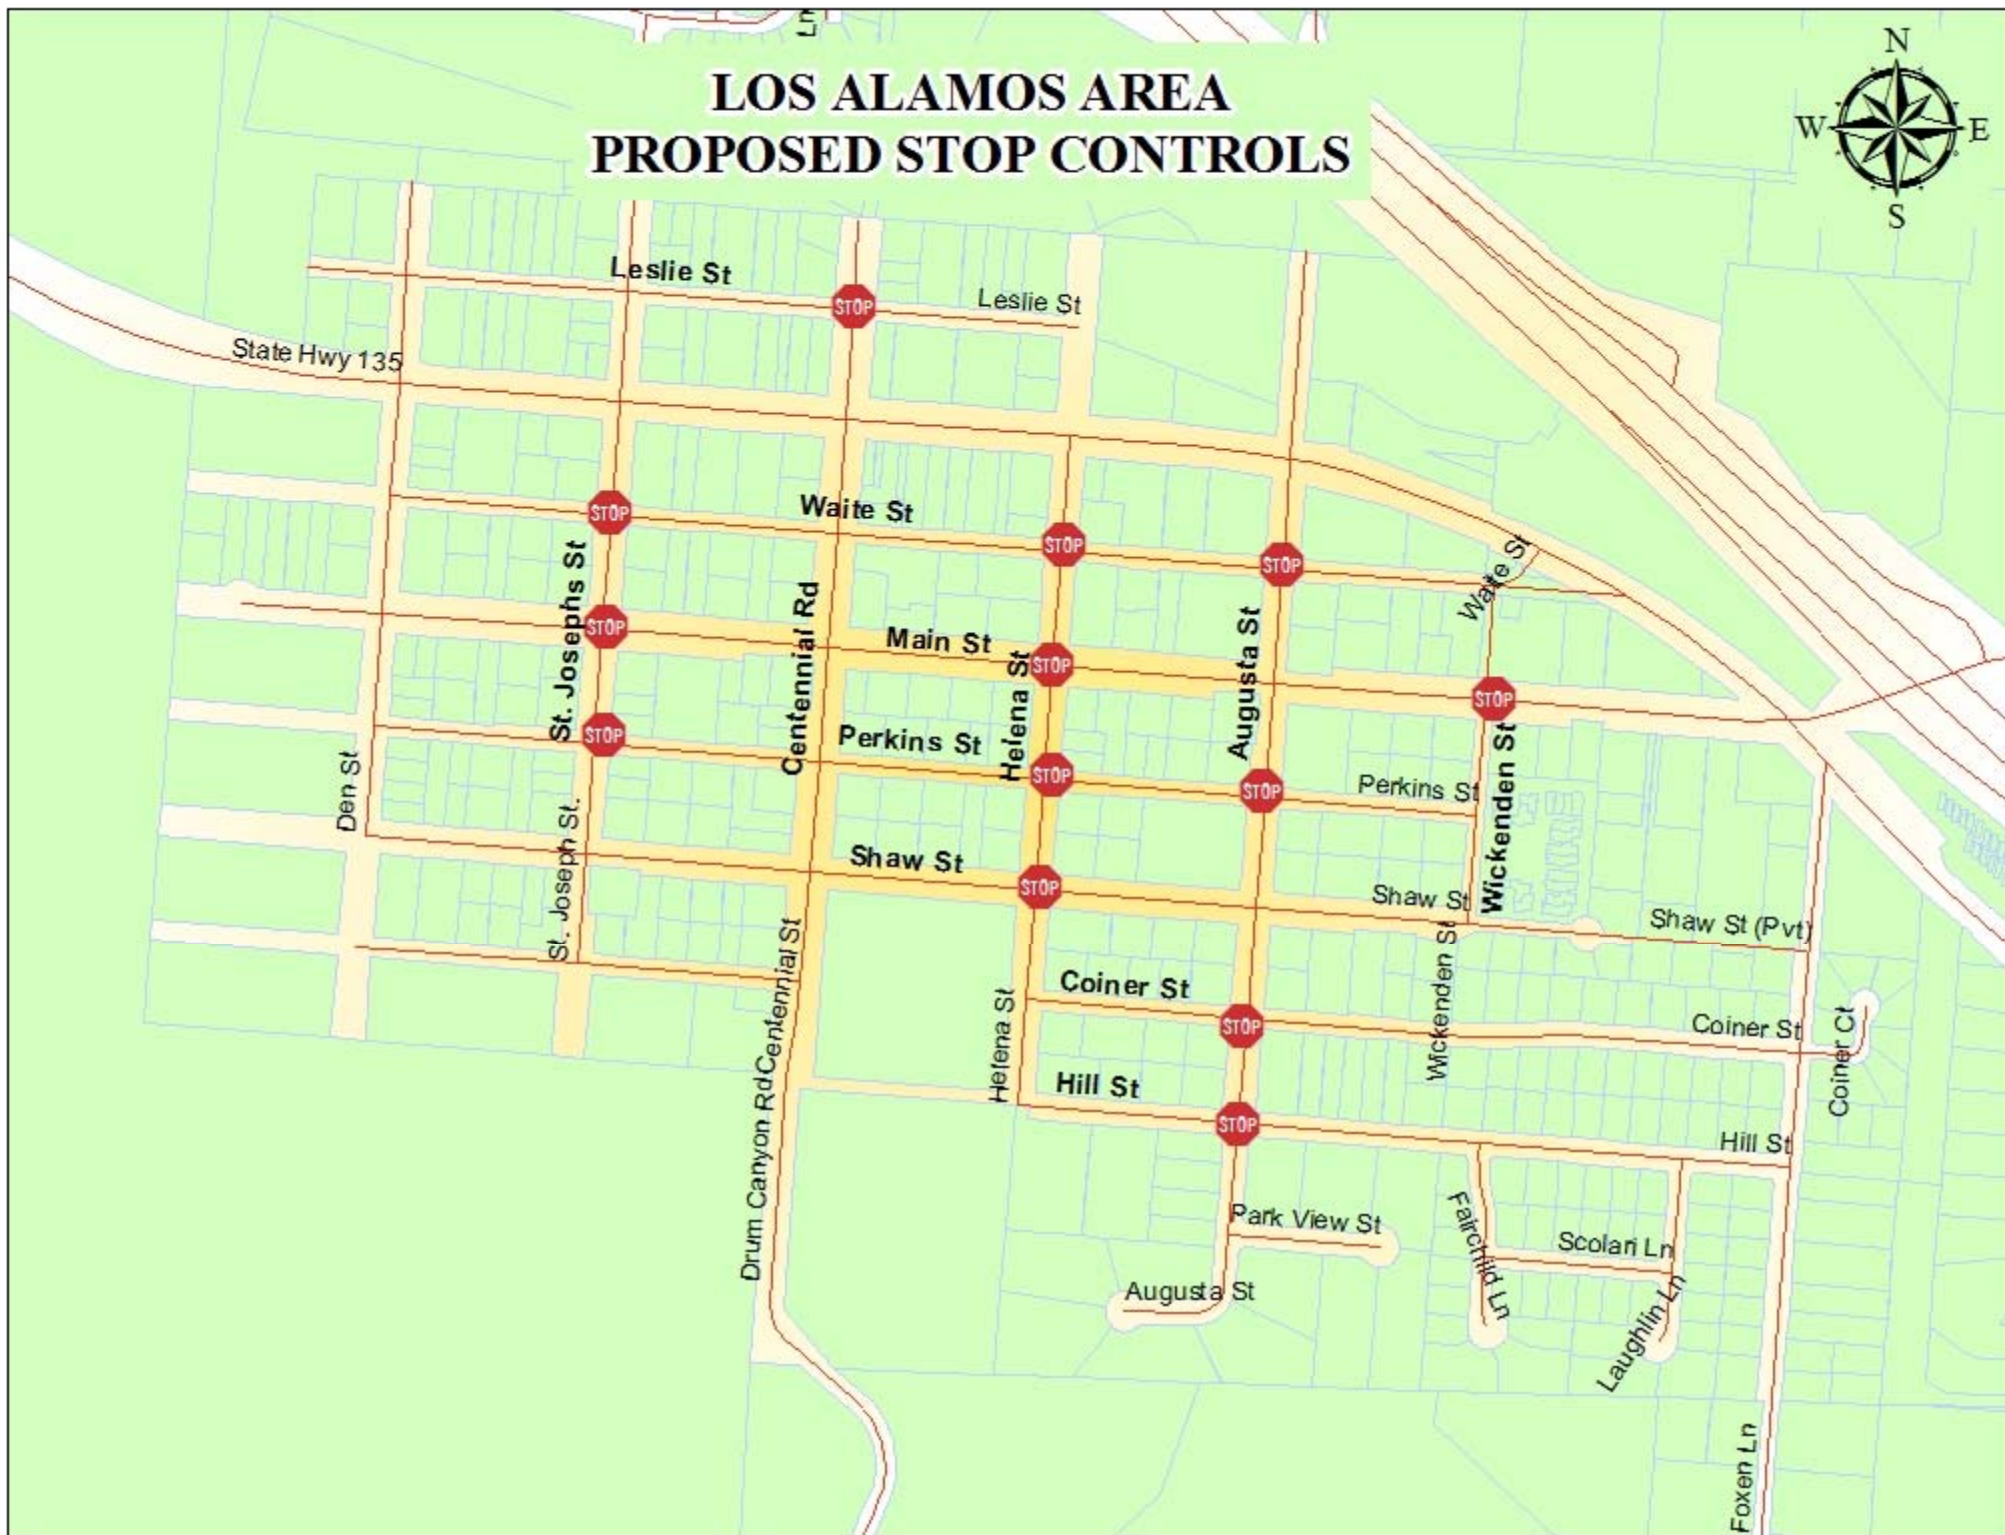 Ln
LOS ALAMOS AREA
PROPOSED STOP CONTROLS
N
W
E
S
Leslie St
STOP
Leslie St
State Hwy 135
STOP
Waite St
STOP
STOP
Waite St
St. Josephs St
Centennial Rd
STOP
Main St
Helena St
STOP
Augusta St
STOP
Wickenden St
STOP
Perkins St
STOP
STOP
Perkins St
Den St
St. Joseph St.
Shaw St
STOP
Shaw St
Shaw St (Pvt)
Wickenden St
Centennial St
Drum Canyon Rd
Helena St
Coiner St
STOP
Coiner St
Coiner Ct
Hill St
STOP
Hill St
Park View St
Augusta St
Fairchild Ln
Scolari Ln
Laughlin Ln
Foxen Ln